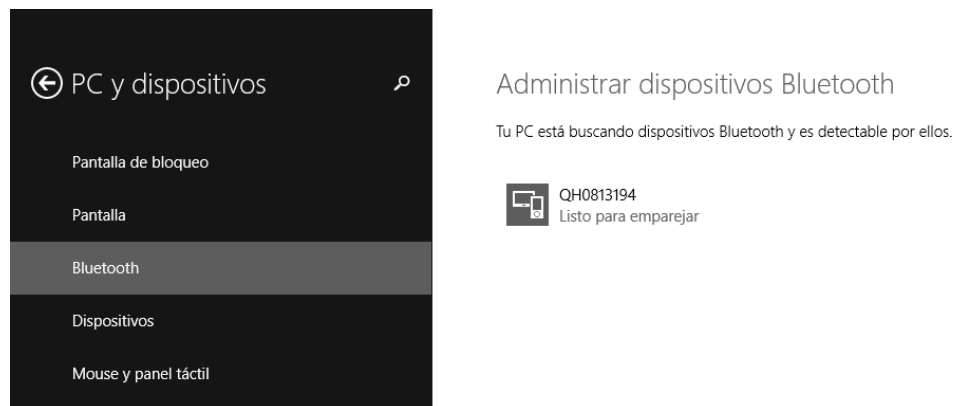 PC y dispositivos
Pantalla de bloqueo
Pantalla
Bluetooth
Dispositivos
Mouse y panel táctil
Administrar dispositivos Bluetooth
Tu PC está buscando dispositivos Bluetooth y es detectable por ellos.
QH0813194
Listo para emparejar